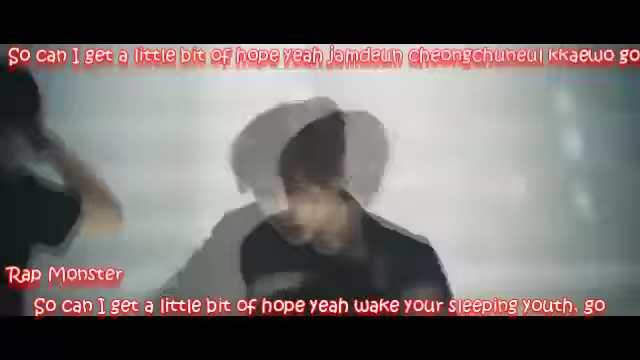 So can I get a little bit of hope yeah jamdeun cheongchuneul kkaewo go
Rap Monster
So can I get a little bit of hope yeah wake your sleeping youth, go